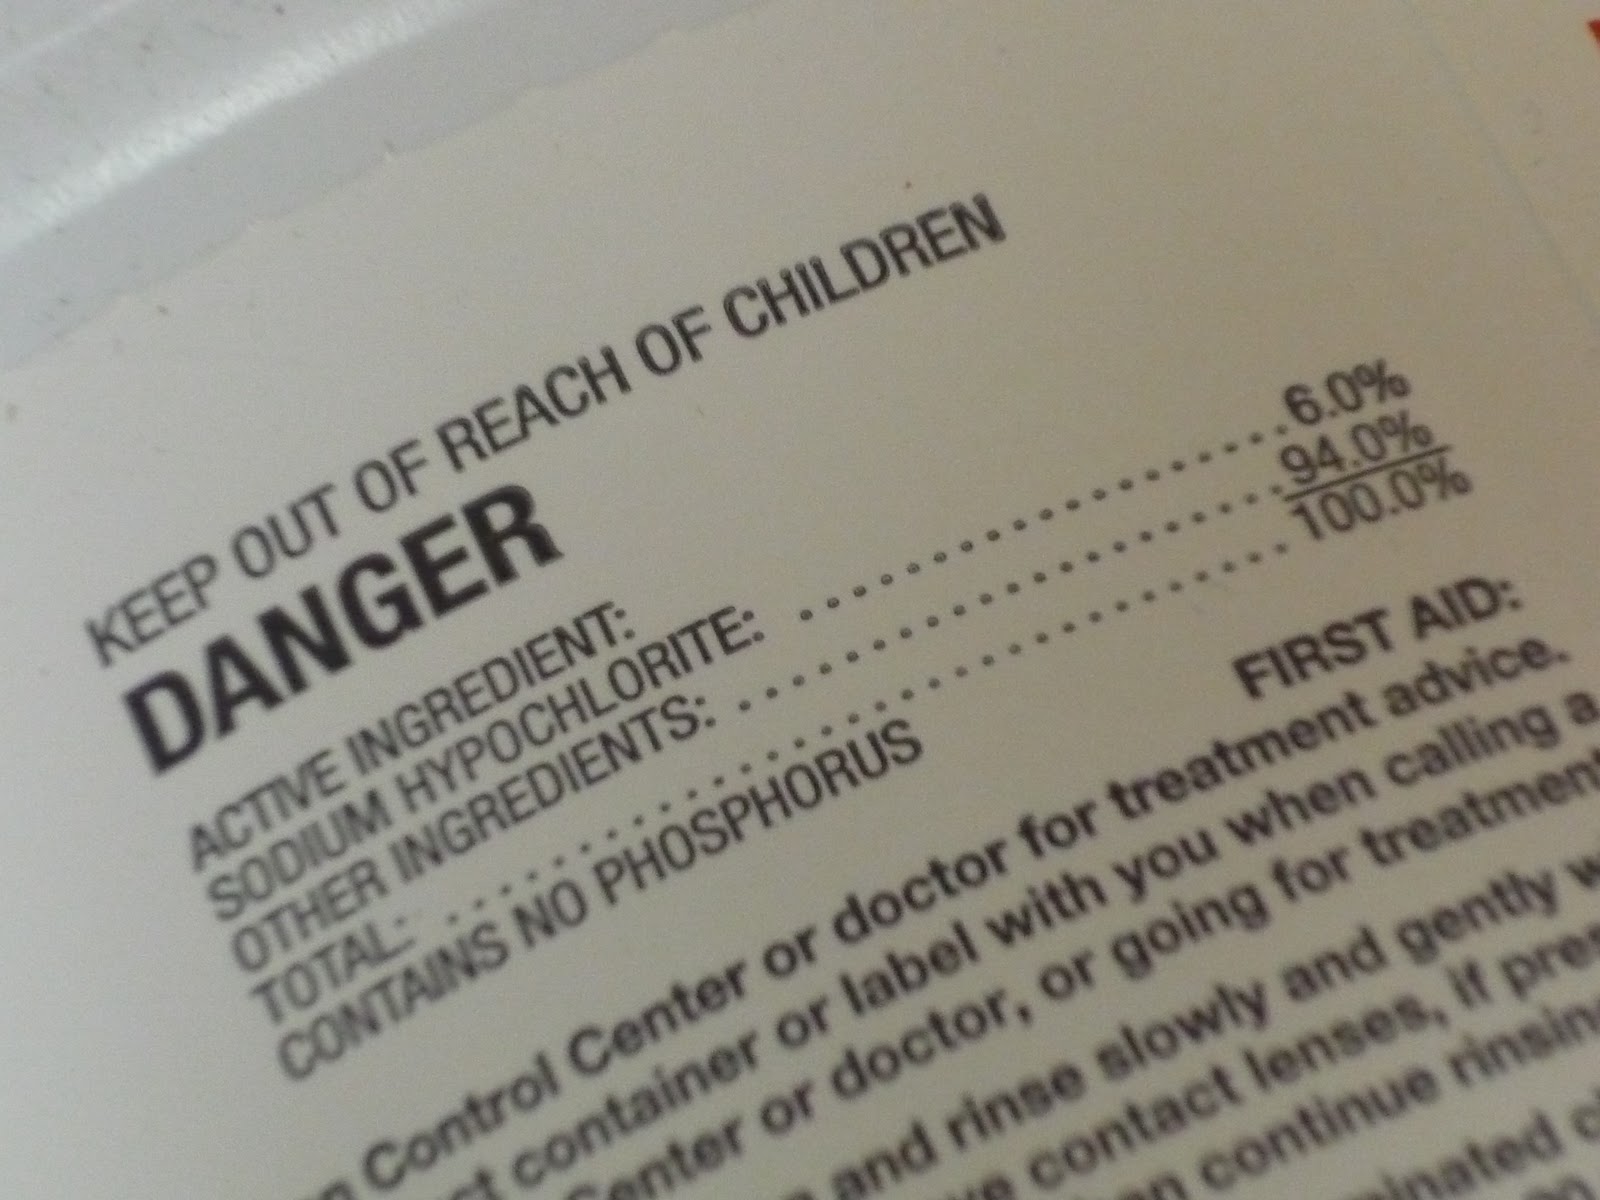 KEEP OUT OF REACH OF CHILDREN
DANGER
ACTIVE INGREDIENT:
SODIUM HYPOCHLORITE: ........................ 6.0%
OTHER INGREDIENTS: ........................ 94.0%
TOTAL: ........................ 100.0%
CONTAINS NO PHOSPHORUS
FIRST AID:
Control Center or doctor for treatment advice.
container or label with you when calling a
Center or doctor, or going for treatment
and rinse slowly and gently
contact lenses, if
continue rinsing